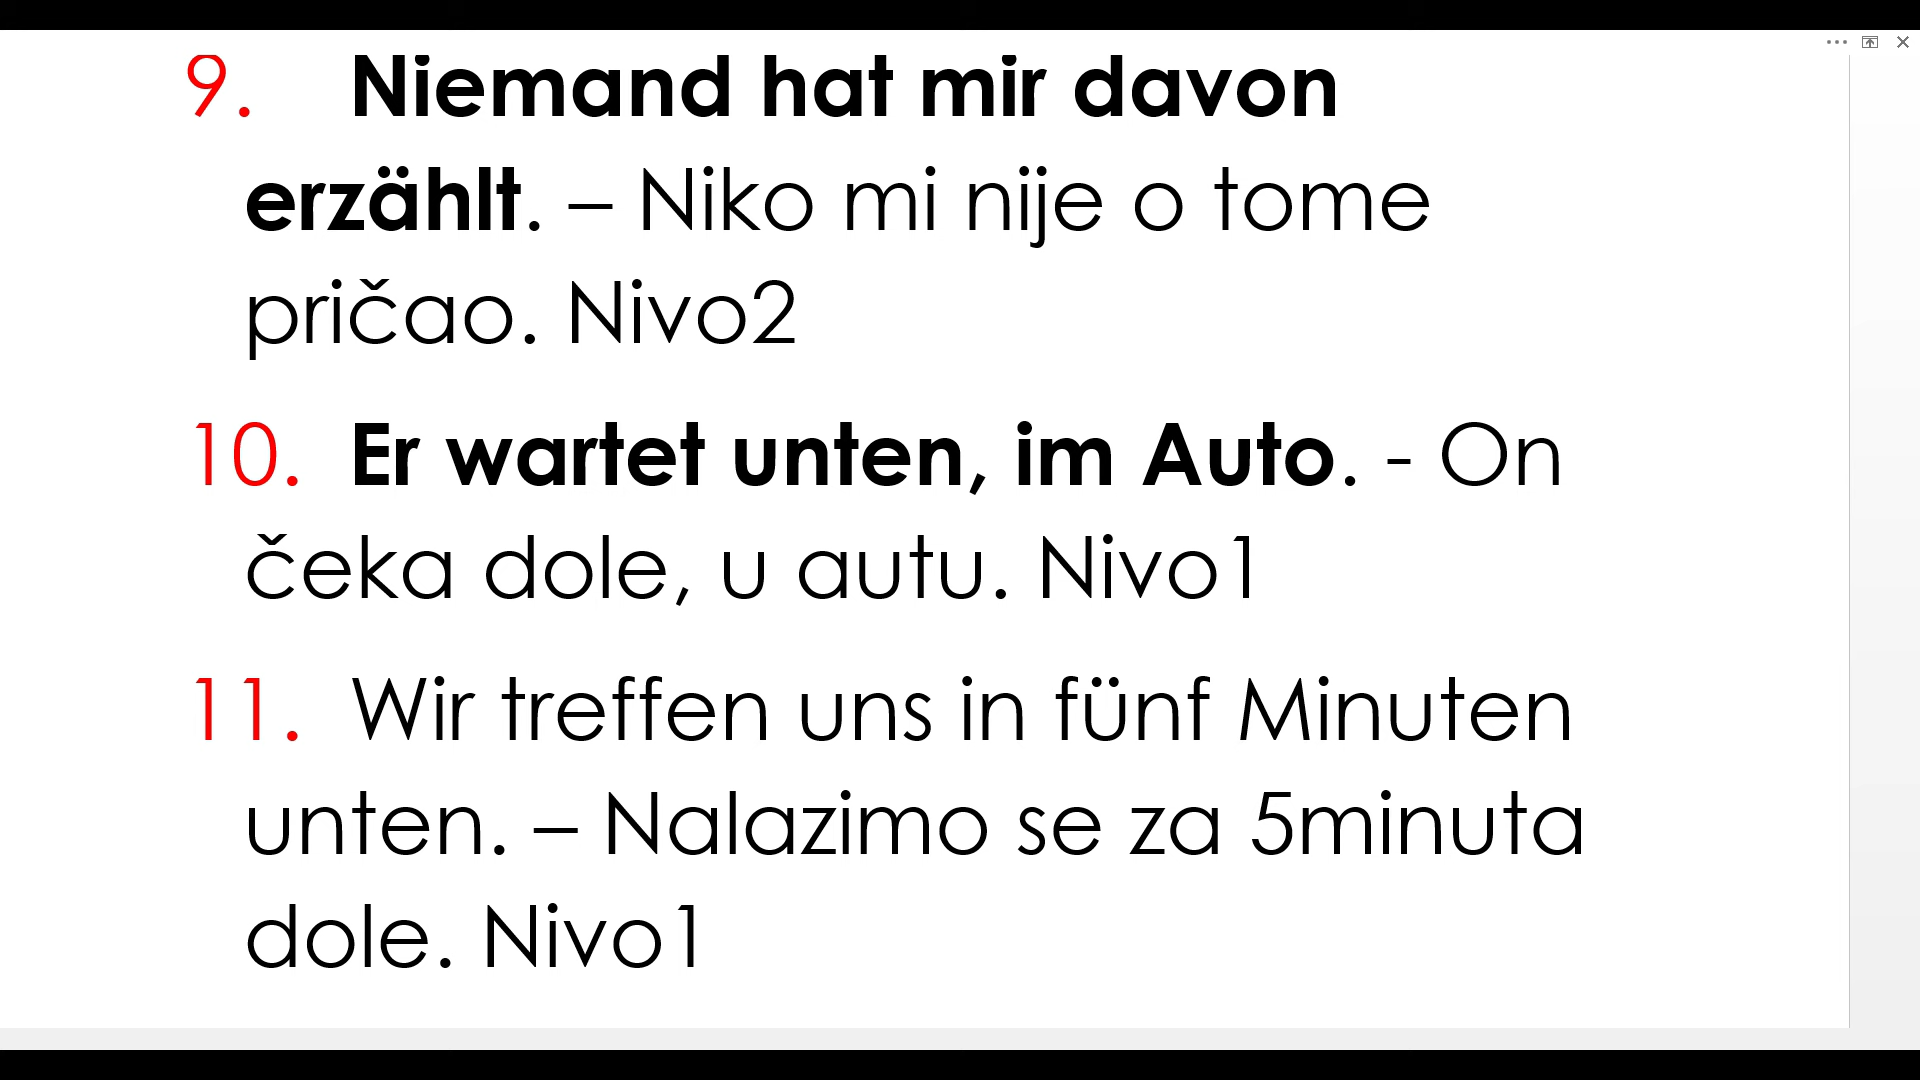 9. Niemand hat mir davon
erzählt. – Niko mi nije o tome
pričao. Nivo2
10. Er wartet unten, im Auto. - On
čeka dole, u autu. Nivo1
11. Wir treffen uns in fünf Minuten
unten. – Nalazimo se za 5minuta
dole. Nivo1